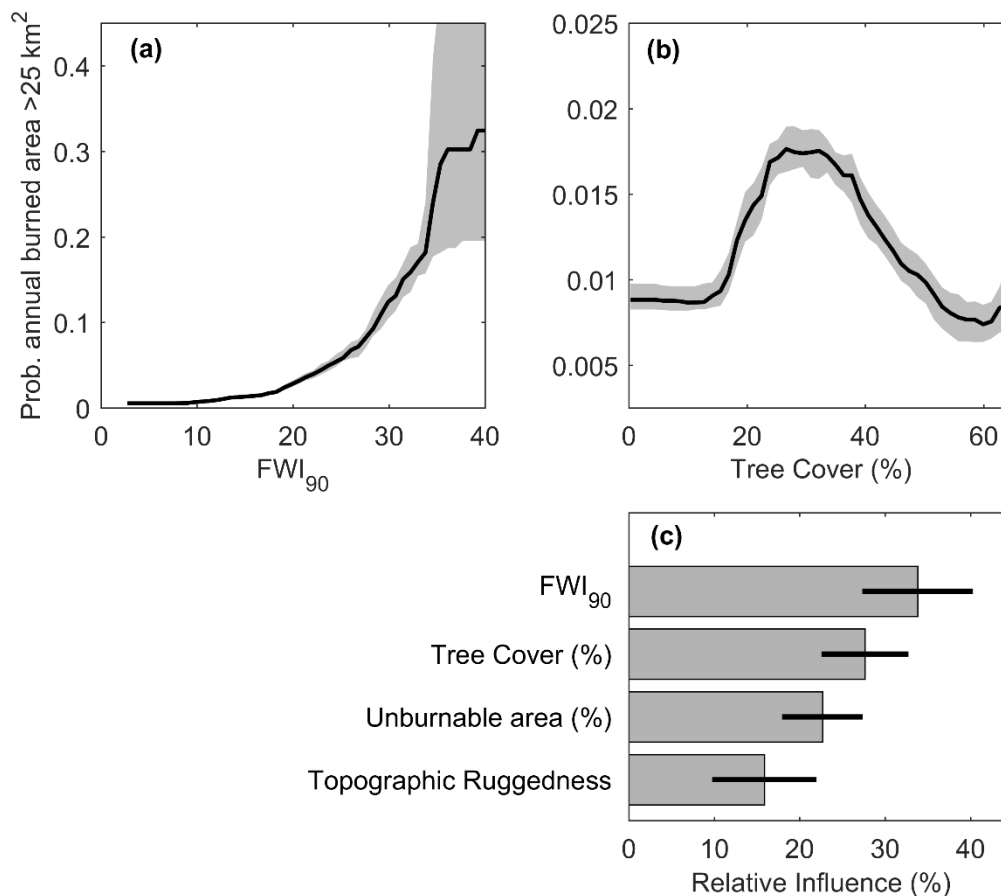 (a)
Prob. annual burned area >25 km²
0.4
0.3
0.2
0.1
0
0 10 20 30 40
FWI₉₀
(b)
0.025
0.02
0.015
0.01
0.005
0 20 40 60
Tree Cover (%)
(c)
FWI₉₀
Tree Cover (%)
Unburnable area (%)
Topographic Ruggedness
0 10 20 30 40
Relative Influence (%)